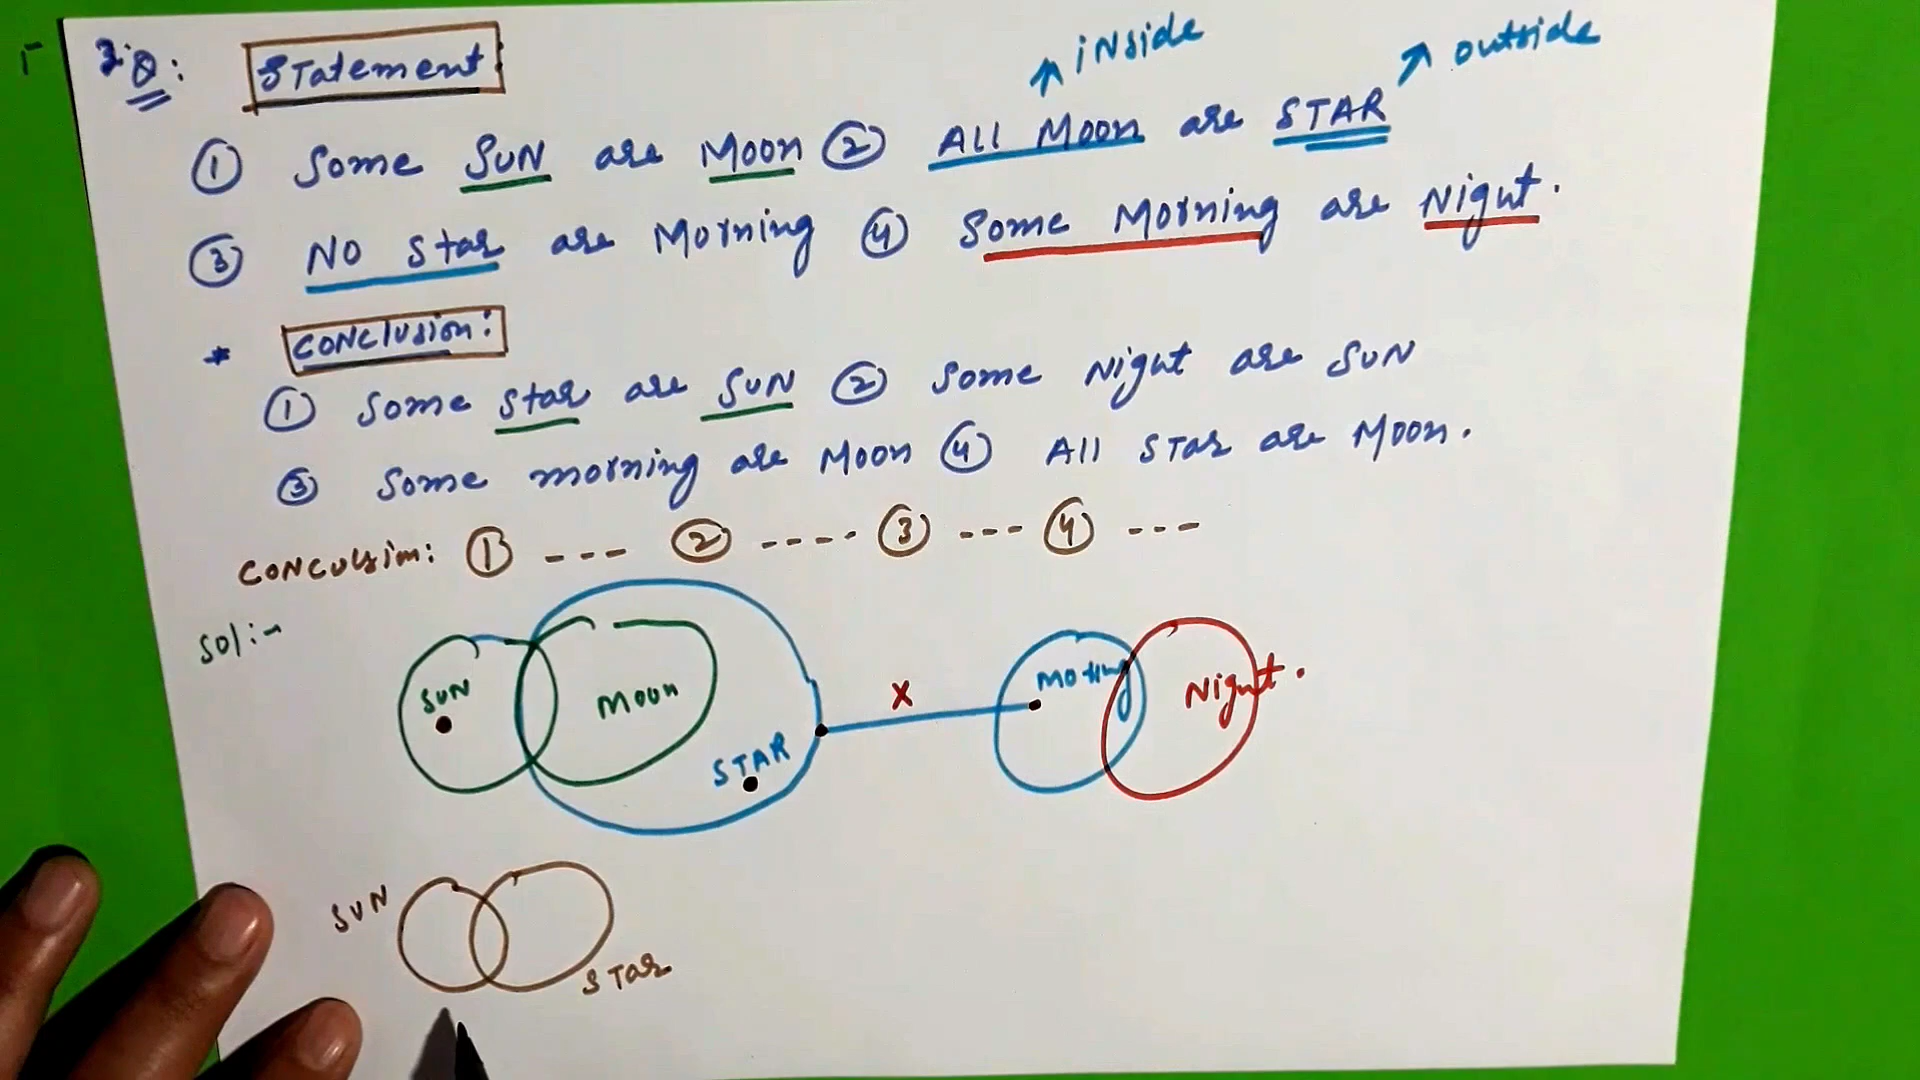 3.Q: Statement
↗ inside ↗ outside
① Some SUN are Moon ② All Moon are STAR
③ NO Star are Morning ④ Some Morning are Night.
* Conclusion:
① Some Star are SUN ② Some Night are SUN
③ Some morning are Moon ④ All Star are Moon.
Conculsion: ① --- ② ---- ③ --- ④ ---
Sol:-
SUN Moon STAR x Morning Night.
SUN Star